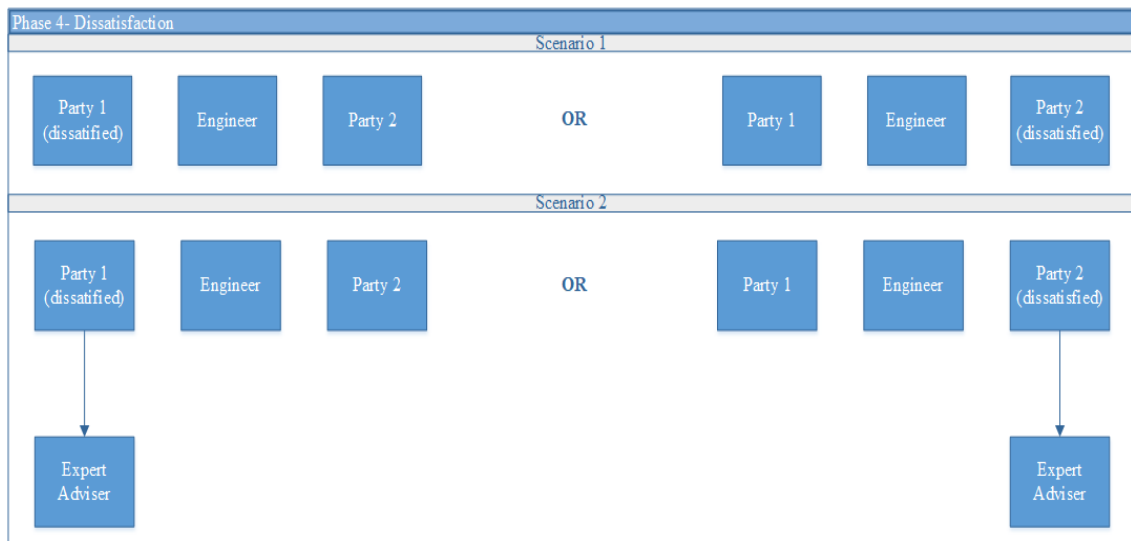 Phase 4- Dissatisfaction
Scenario 1
Party 1
(dissatified)
Engineer
Party 2
OR
Party 1
Engineer
Party 2
(dissatisfied)
Scenario 2
Party 1
(dissatified)
Engineer
Party 2
OR
Party 1
Engineer
Party 2
(dissatisfied)
Expert
Adviser
Expert
Adviser